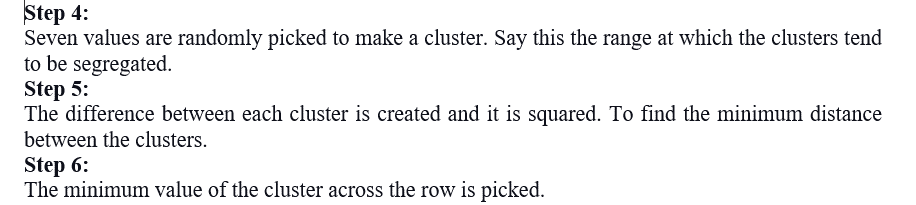 Step 4:
Seven values are randomly picked to make a cluster. Say this the range at which the clusters tend
to be segregated.
Step 5:
The difference between each cluster is created and it is squared. To find the minimum distance
between the clusters.
Step 6:
The minimum value of the cluster across the row is picked.